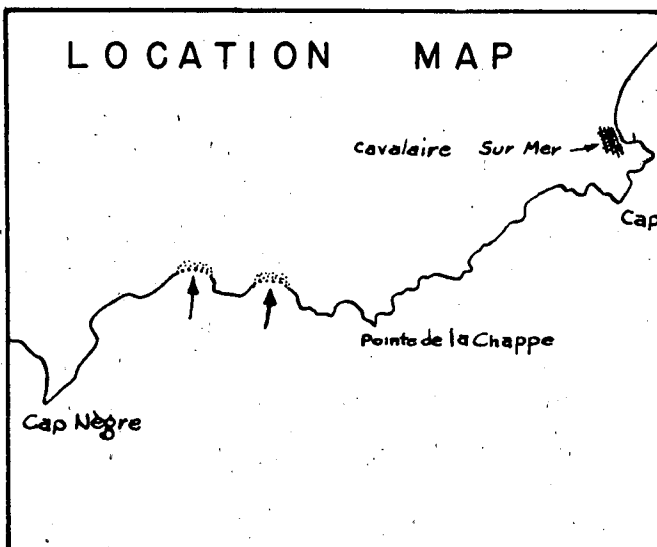 LOCATION MAP
Cavalaire Sur Mer
Cap
Pointe de la Chappe
Cap Nègre